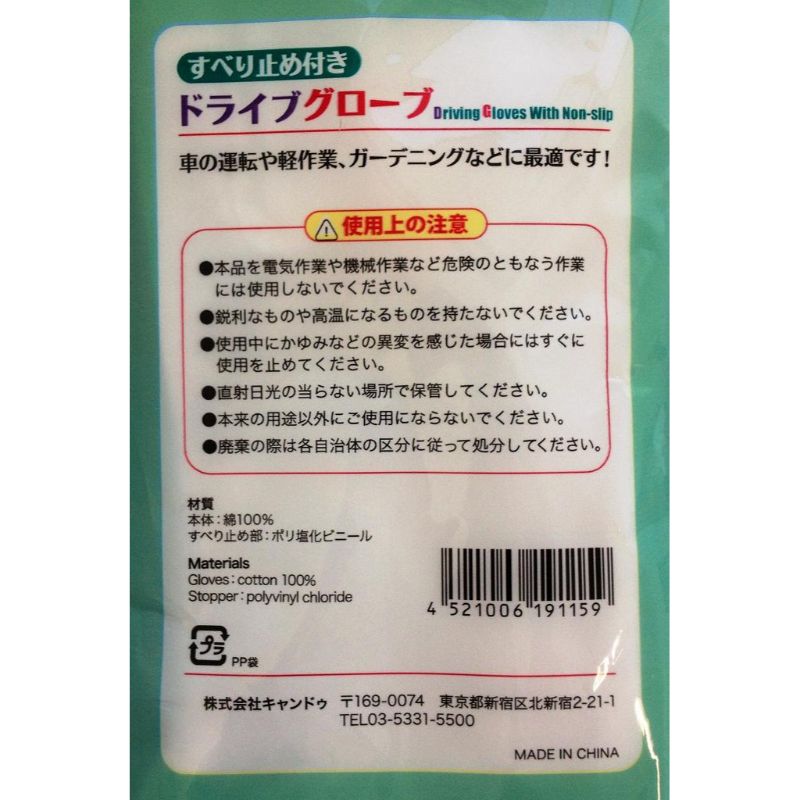 すべり止め付き
ドライブグローブ Driving Gloves With Non-slip
車の運転や軽作業、ガーデニングなどに最適です!
使用上の注意
●本品を電気作業や機械作業など危険のともなう作業
には使用しないでください。
●鋭利なものや高温になるものを持たないでください。
●使用中にかゆみなどの異変を感じた場合にはすぐに
使用を止めてください。
●直射日光の当らない場所で保管してください。
●本来の用途以外にご使用にならないでください。
●廃棄の際は各自治体の区分に従って処分してください。
材質
本体:綿100%
すべり止め部:ポリ塩化ビニール
Materials
Gloves:cotton 100%
Stopper:polyvinyl chloride
4 521006 191159
プラ
PP袋
株式会社キャンドゥ 〒169-0074 東京都新宿区北新宿2-21-1
TEL03-5331-5500
MADE IN CHINA